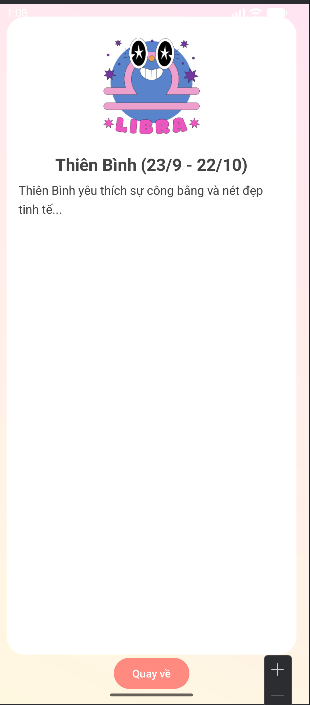 LIBRA
Thiên Bình (23/9 - 22/10)
Thiên Bình yêu thích sự công bằng và nét đẹp
tinh tế...
Quay về